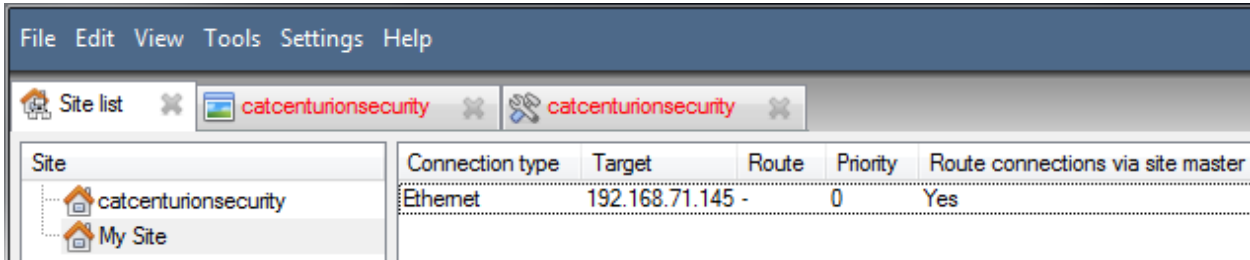 File Edit View Tools Settings Help
Site list catcenturionsecurity catcenturionsecurity
Site Connection type Target Route Priority Route connections via site master
catcenturionsecurity Ethernet 192.168.71.145 - 0 Yes
My Site